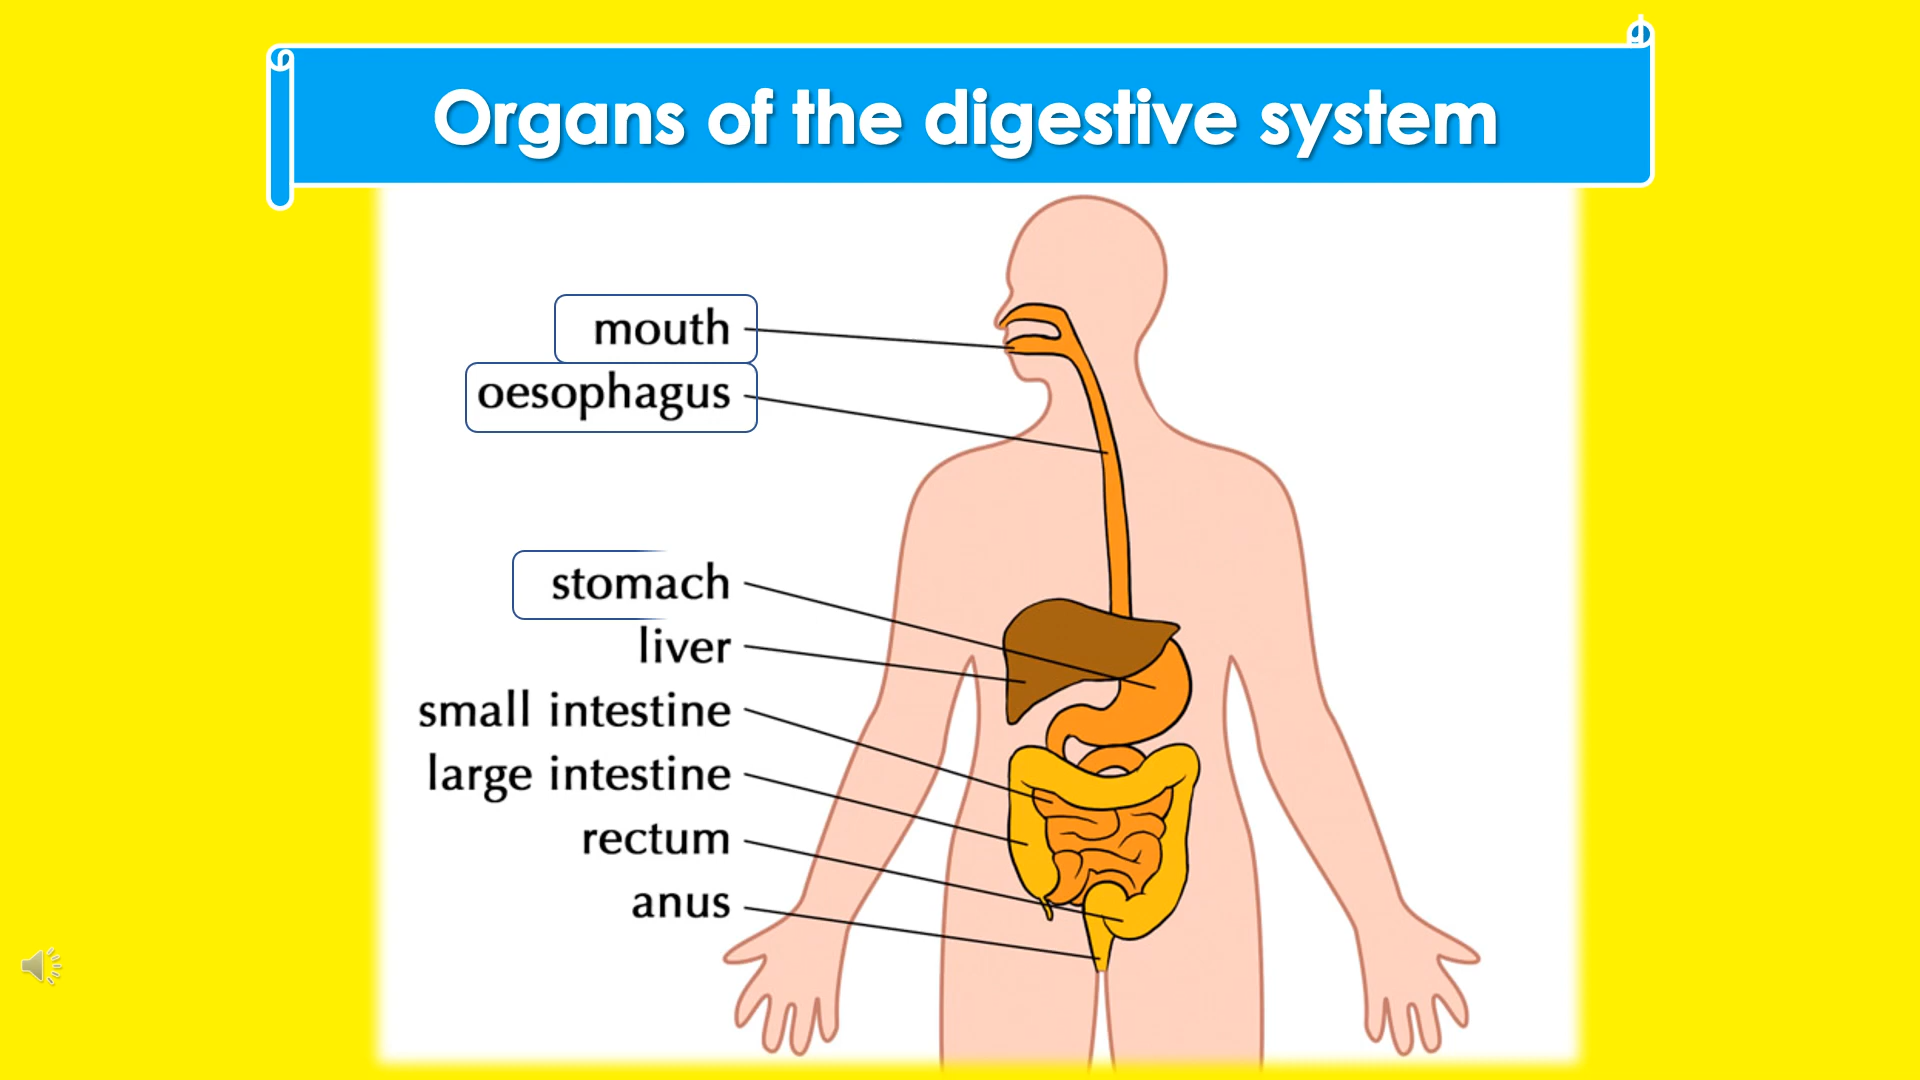 Organs of the digestive system
mouth
oesophagus
stomach
liver
small intestine
large intestine
rectum
anus